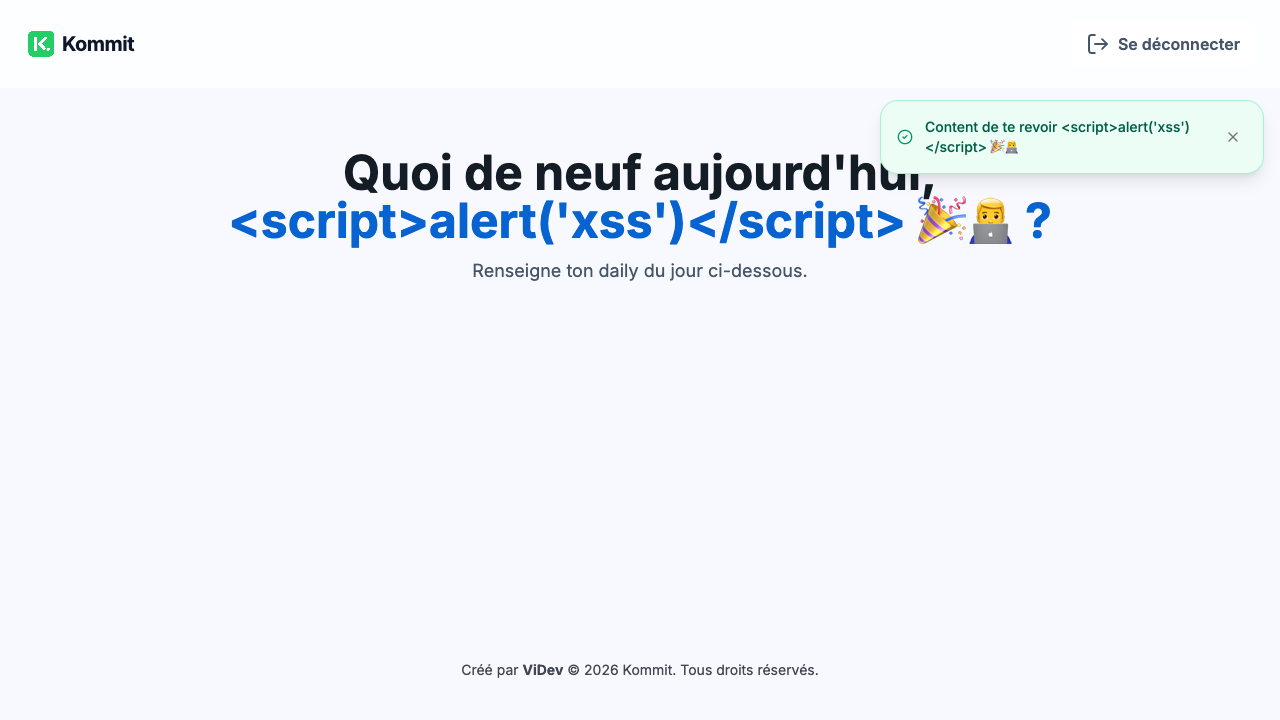 Kommit
Se déconnecter
Content de te revoir <script>alert('xss')
</script> 🎉👨‍💻
Quoi de neuf aujourd'hui,
<script>alert('xss')</script> 🎉👨‍💻 ?
Renseigne ton daily du jour ci-dessous.
Créé par ViDev © 2026 Kommit. Tous droits réservés.